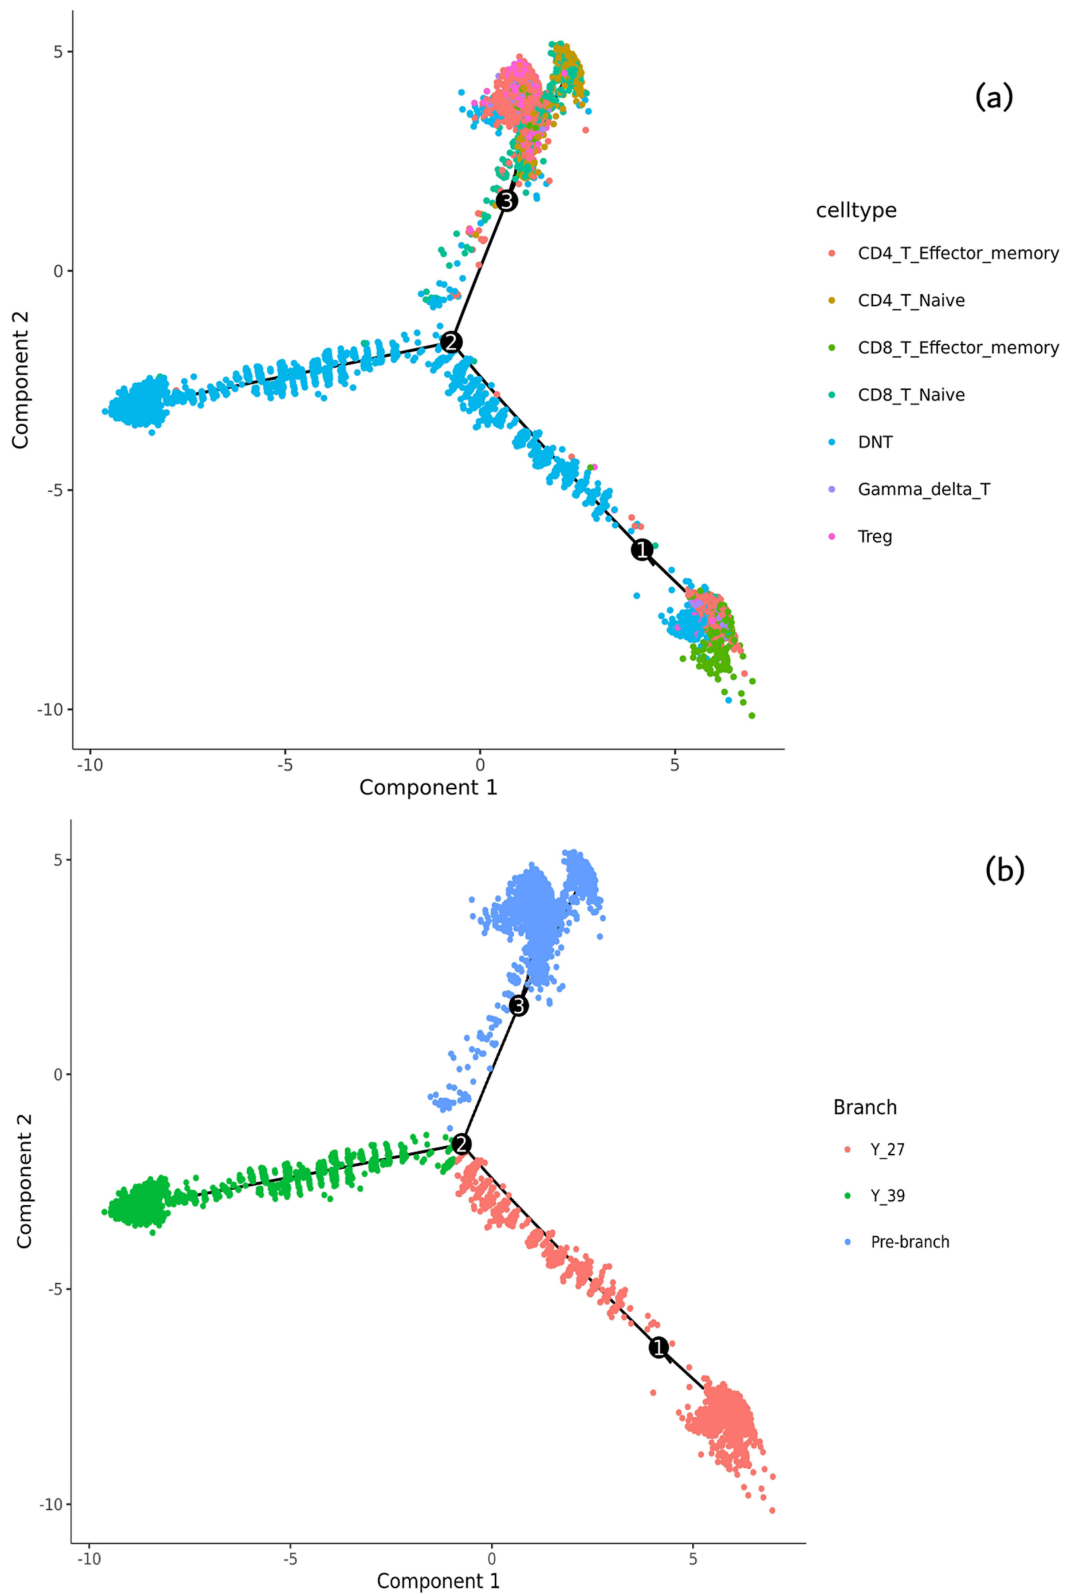 (a)
5
0
-5
-10
Component 2
-10 -5 0 5
Component 1
3
2
1
celltype
CD4_T_Effector_memory
CD4_T_Naive
CD8_T_Effector_memory
CD8_T_Naive
DNT
Gamma_delta_T
Treg
(b)
5
0
-5
-10
Component 2
-10 -5 0 5
Component 1
3
2
1
Branch
Y_27
Y_39
Pre-branch